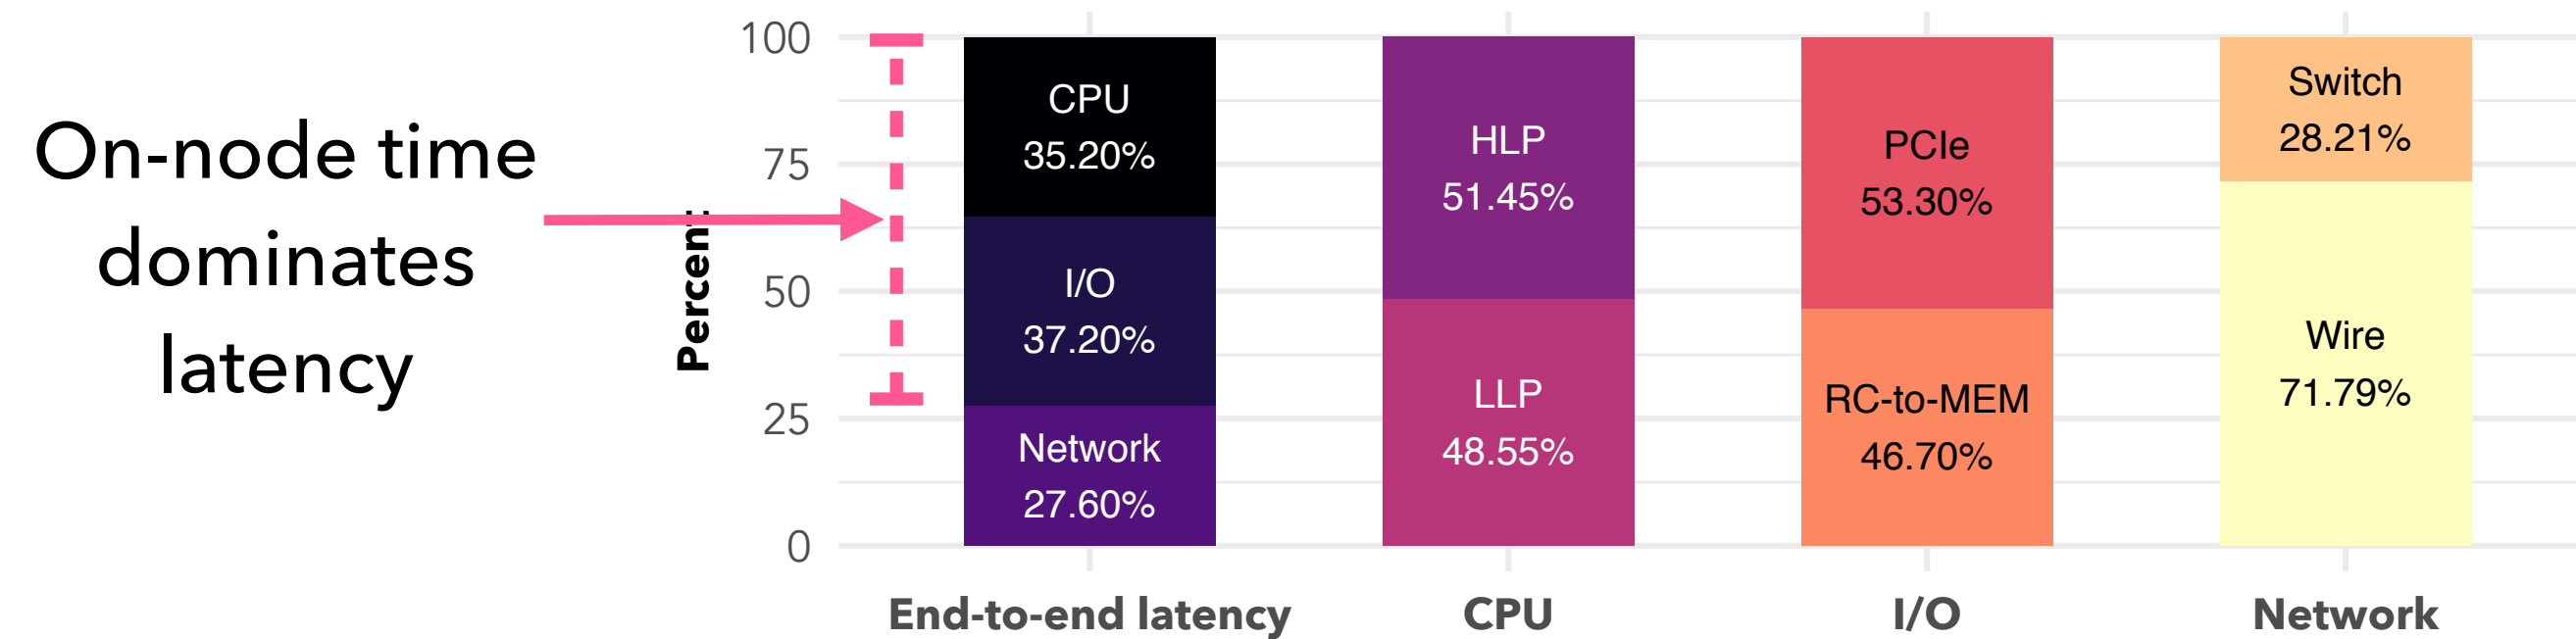 On-node time
dominates
latency
Percent
100
75
50
25
0
CPU
35.20%
I/O
37.20%
Network
27.60%
HLP
51.45%
LLP
48.55%
PCIe
53.30%
RC-to-MEM
46.70%
Switch
28.21%
Wire
71.79%
End-to-end latency
CPU
I/O
Network